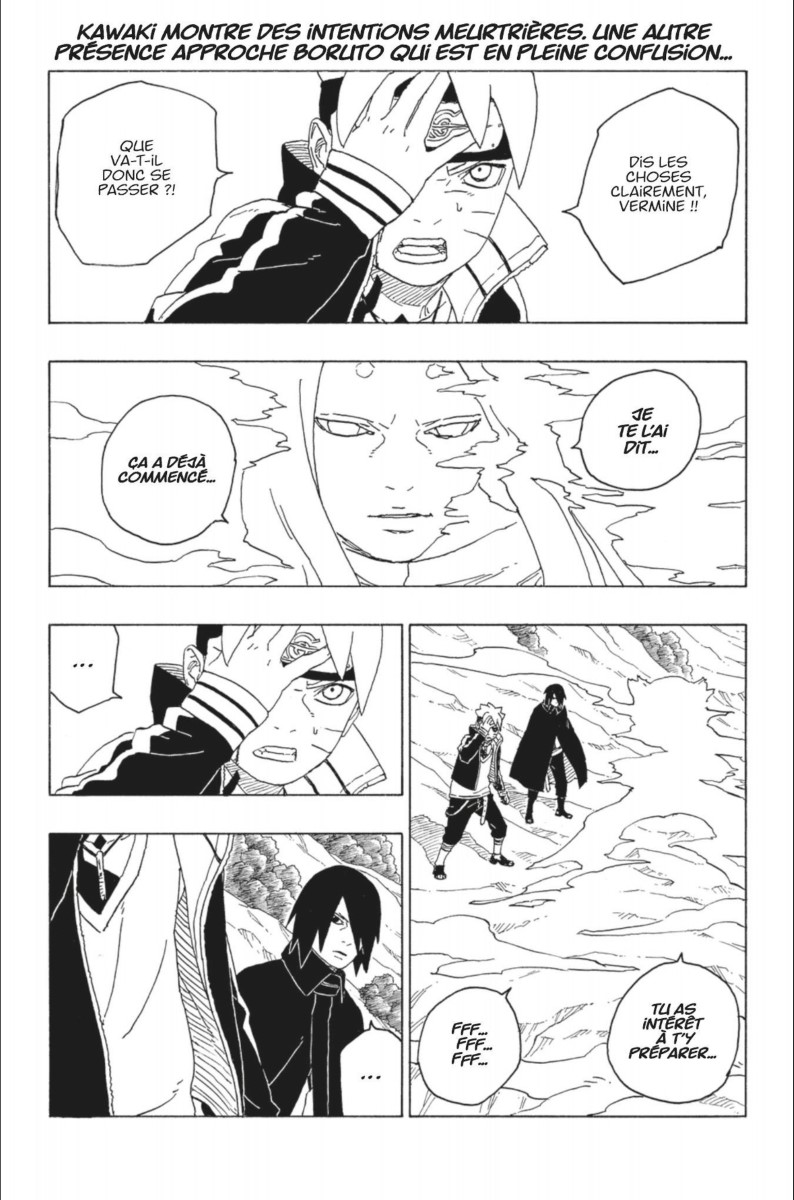 KAWAKI MONTRE DES INTENTIONS MEURTRIÈRES. UNE AUTRE
PRÉSENCE APPROCHE BORUTO QUI EST EN PLEINE CONFUSION...
DIS LES
CHOSES
CLAIREMENT,
VERMINE !!
QUE
VA-T-IL
DONC SE
PASSER ?!
JE
TE L'AI
DIT...
ÇA A DÉJÀ
COMMENCÉ...
TU AS
INTÉRÊT
À T'Y
PRÉPARER...
FFF...
FFF...
FFF...
...
...